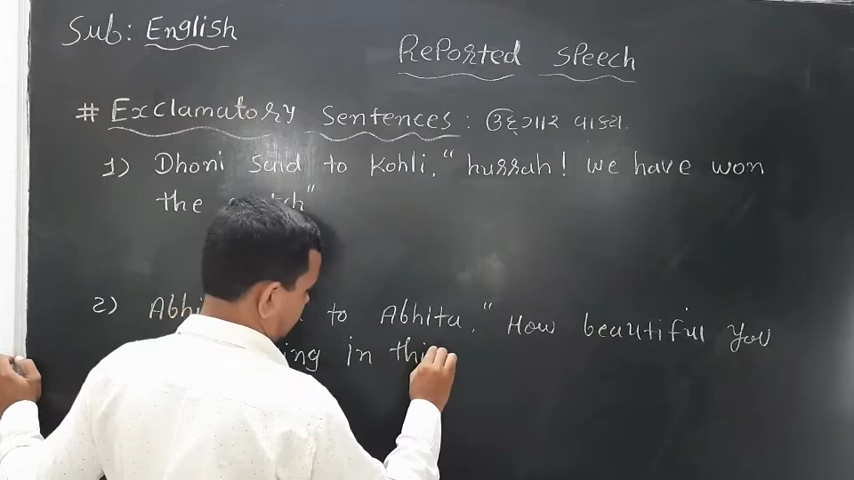 Sub: English
Reported Speech
# Exclamatory Sentences: ઉદ્દગાર વાક્ય.
1) Dhoni said to Kohli, "hurrah! we have won
the
2) to Abhita, "How beautiful you
in